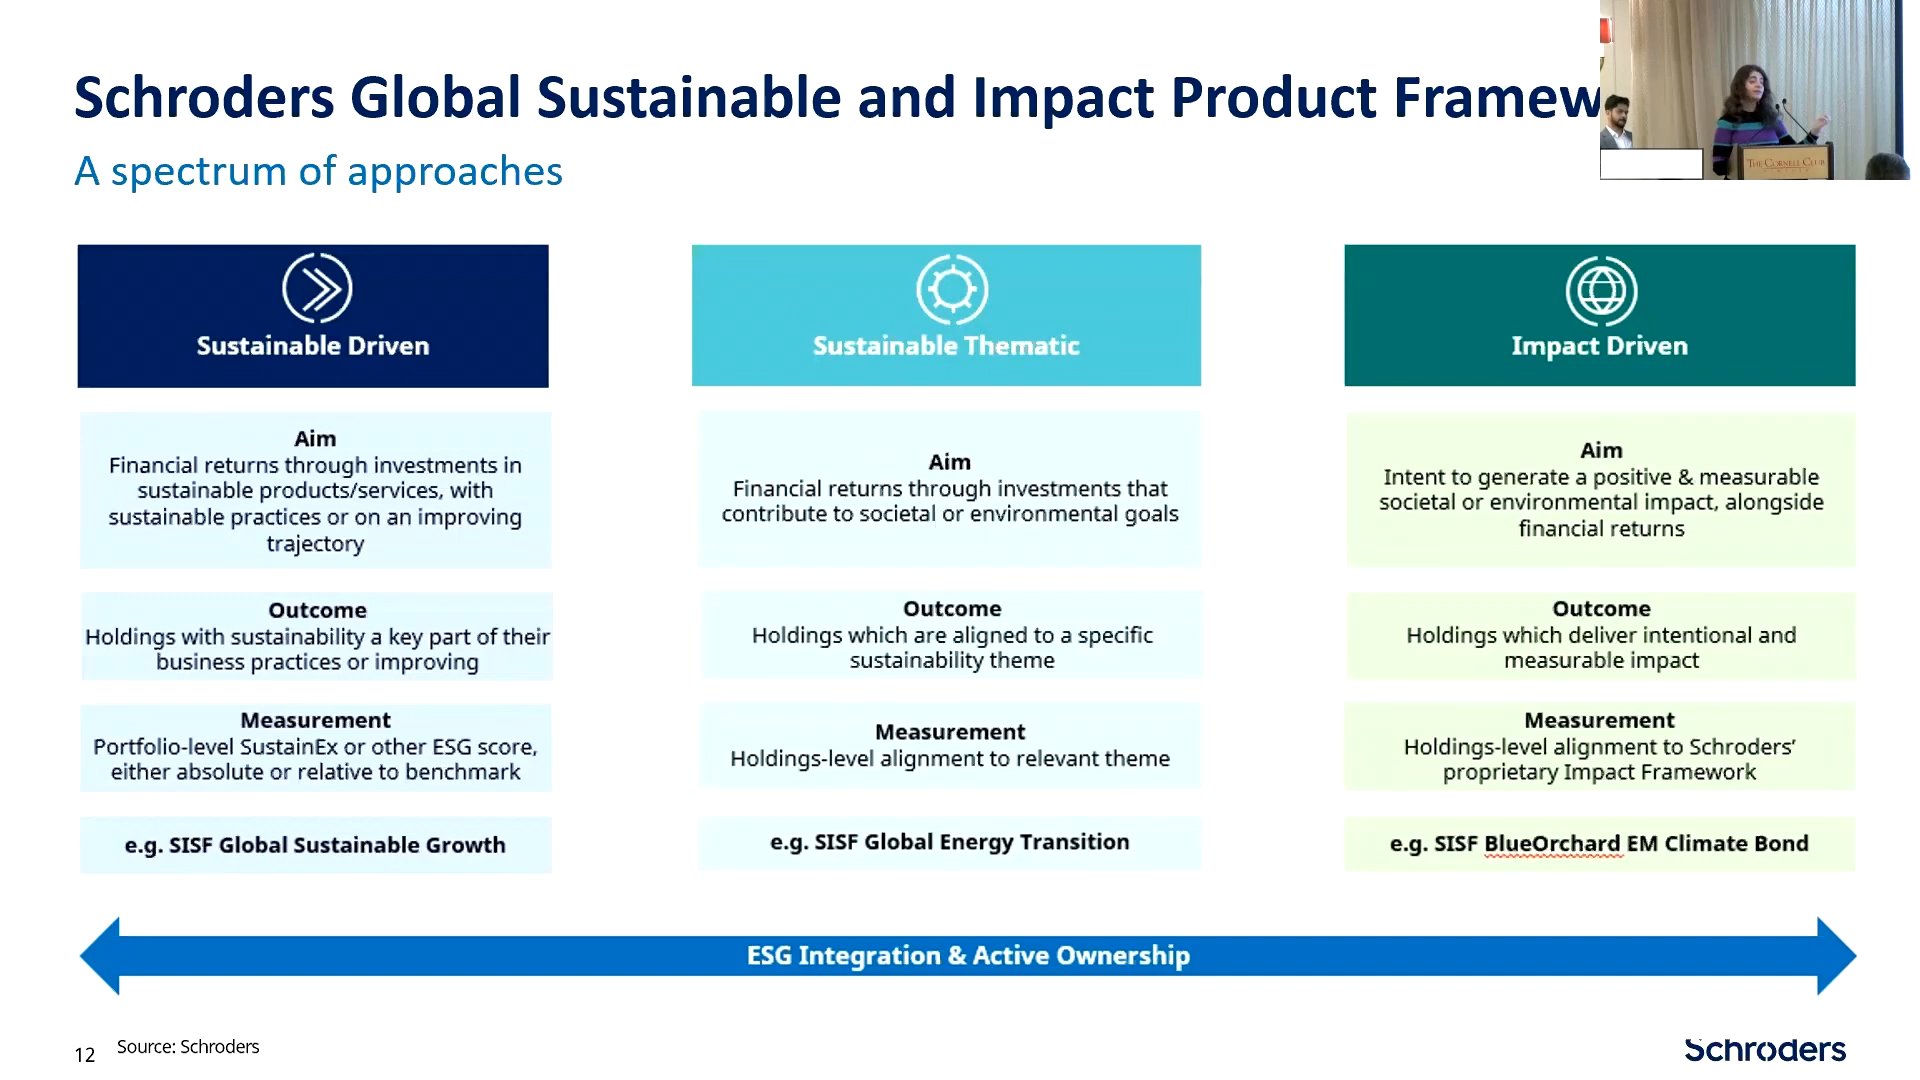 Schroders Global Sustainable and Impact Product Framew
A spectrum of approaches
THE CORNELL CLUB
Sustainable Driven
Aim
Financial returns through investments in
sustainable products/services, with
sustainable practices or on an improving
trajectory
Outcome
Holdings with sustainability a key part of their
business practices or improving
Measurement
Portfolio-level SustainEx or other ESG score,
either absolute or relative to benchmark
e.g. SISF Global Sustainable Growth
Sustainable Thematic
Aim
Financial returns through investments that
contribute to societal or environmental goals
Outcome
Holdings which are aligned to a specific
sustainability theme
Measurement
Holdings-level alignment to relevant theme
e.g. SISF Global Energy Transition
Impact Driven
Aim
Intent to generate a positive & measurable
societal or environmental impact, alongside
financial returns
Outcome
Holdings which deliver intentional and
measurable impact
Measurement
Holdings-level alignment to Schroders’
proprietary Impact Framework
e.g. SISF BlueOrchard EM Climate Bond
ESG Integration & Active Ownership
12
Source: Schroders
Schroders